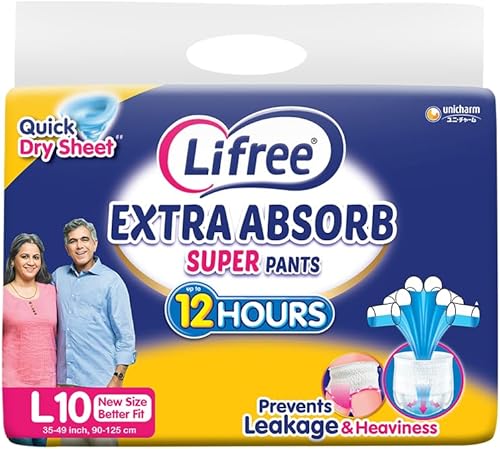 Quick
Dry Sheet##
unicharm
ユニ・チャーム
Lifree®
EXTRA ABSORB
SUPER PANTS
up to
12 HOURS
L10
New Size
Better Fit
35-49 inch, 90-125 cm
Prevents
Leakage & Heaviness